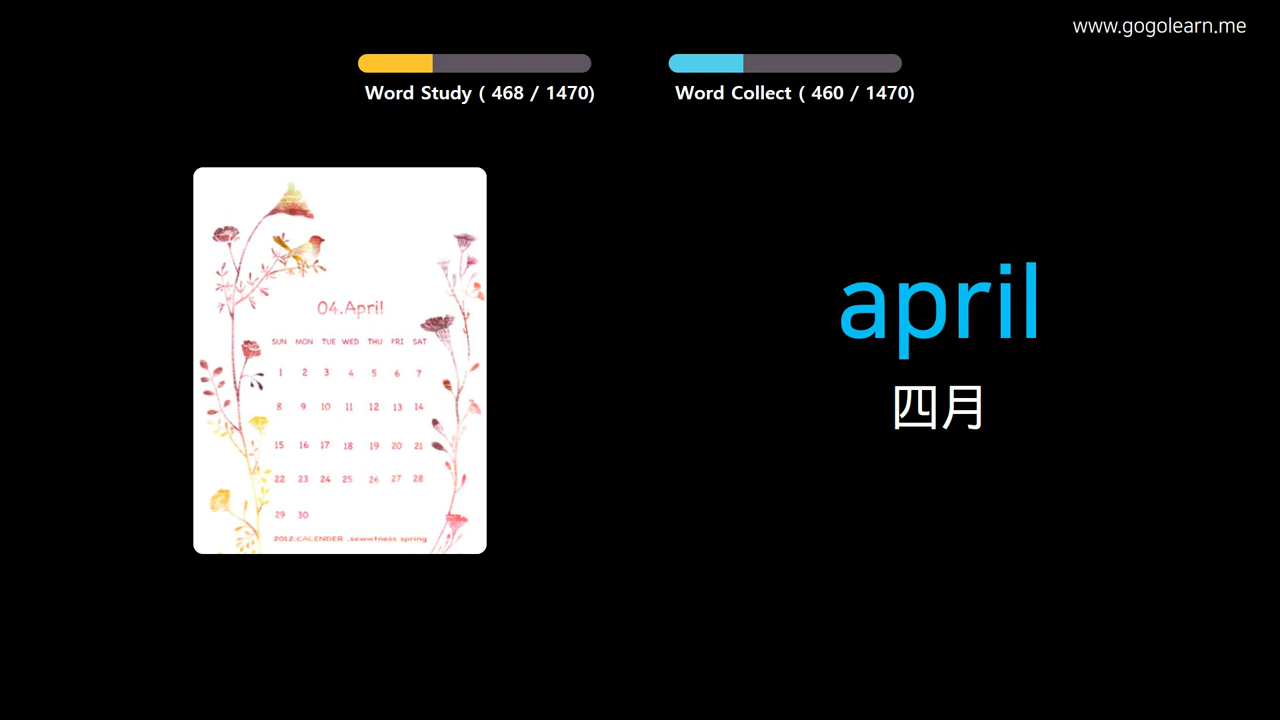 www.gogolearn.me
Word Study ( 468 / 1470)
Word Collect ( 460 / 1470)
04.April
SUN MON TUE WED THU FRI SAT
1 2 3 4 5 6 7
8 9 10 11 12 13 14
15 16 17 18 19 20 21
22 23 24 25 26 27 28
29 30
2012.CALENDER .sewwtness spring
april
四月